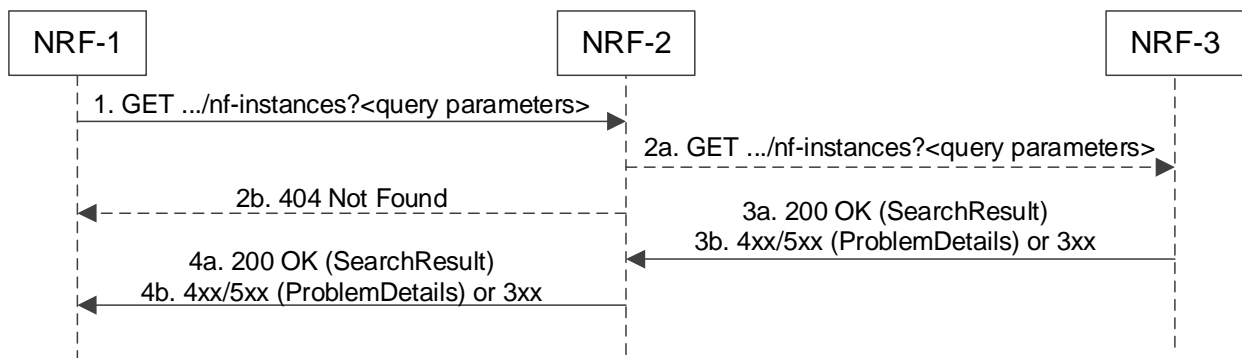 NRF-1
NRF-2
NRF-3
1. GET .../nf-instances?<query parameters>
2a. GET .../nf-instances?<query parameters>
2b. 404 Not Found
3a. 200 OK (SearchResult)
3b. 4xx/5xx (ProblemDetails) or 3xx
4a. 200 OK (SearchResult)
4b. 4xx/5xx (ProblemDetails) or 3xx